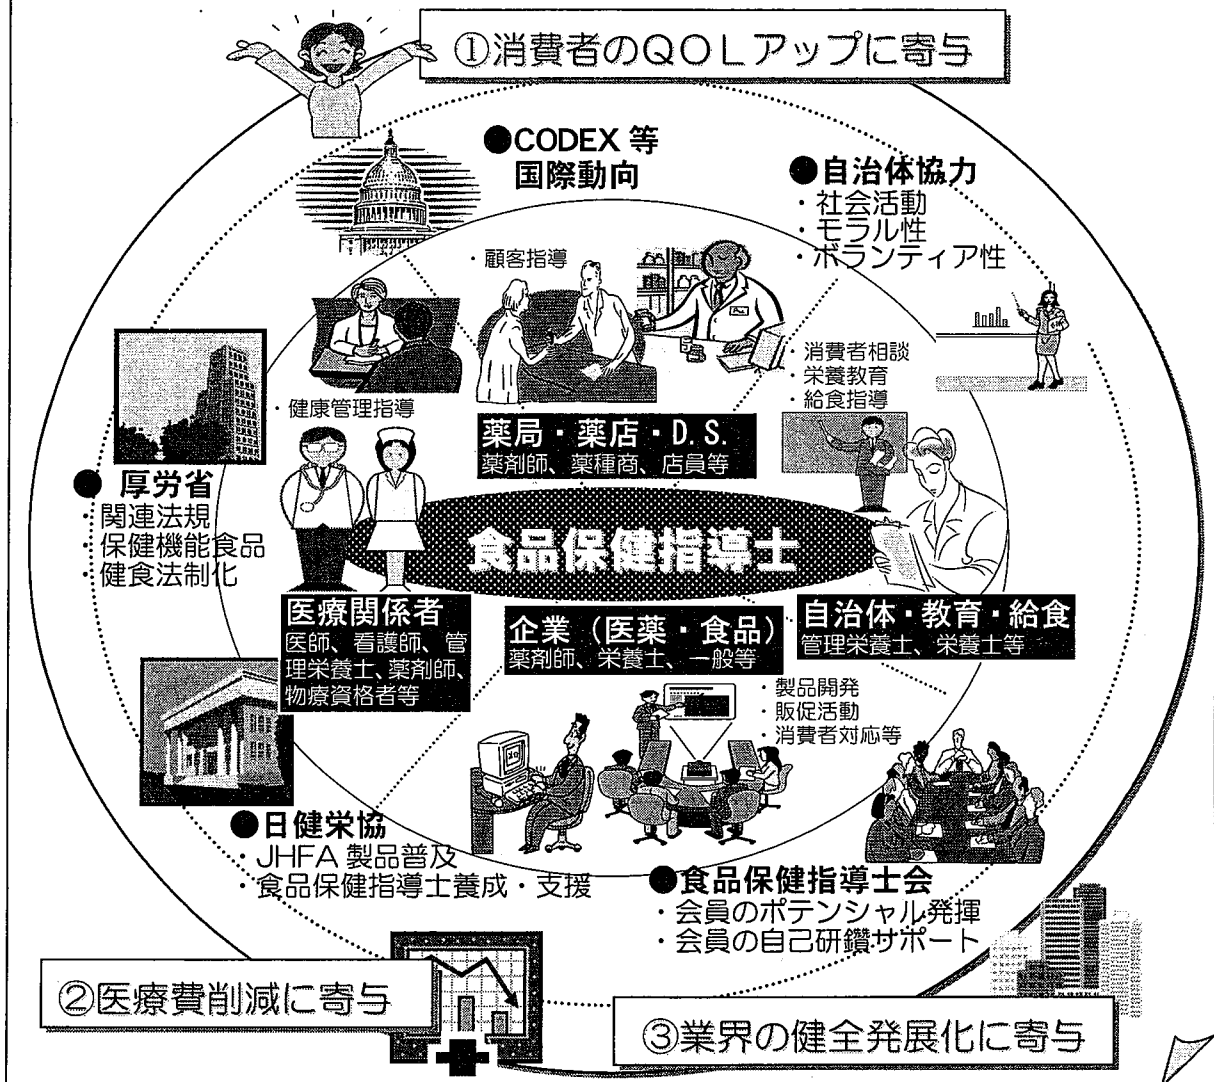 ①消費者のQOLアップに寄与
●CODEX 等
国際動向
●自治体協力
・社会活動
・モラル性
・ボランティア性
・顧客指導
・消費者相談
・栄養教育
・給食指導
・健康管理指導
薬局・薬店・D.S.
薬剤師、薬種商、店員等
●厚労省
・関連法規
・保健機能食品
・健食法制化
食品保健指導士
医療関係者
医師、看護師、管
理栄養士、薬剤師、
物療資格者等
企業（医薬・食品）
薬剤師、栄養士、一般等
自治体・教育・給食
管理栄養士、栄養士等
・製品開発
・販促活動
・消費者対応等
●日健栄協
・JHFA 製品普及
・食品保健指導士養成・支援
●食品保健指導士会
・会員のポテンシャル発揮
・会員の自己研鑽サポート
②医療費削減に寄与
③業界の健全発展化に寄与